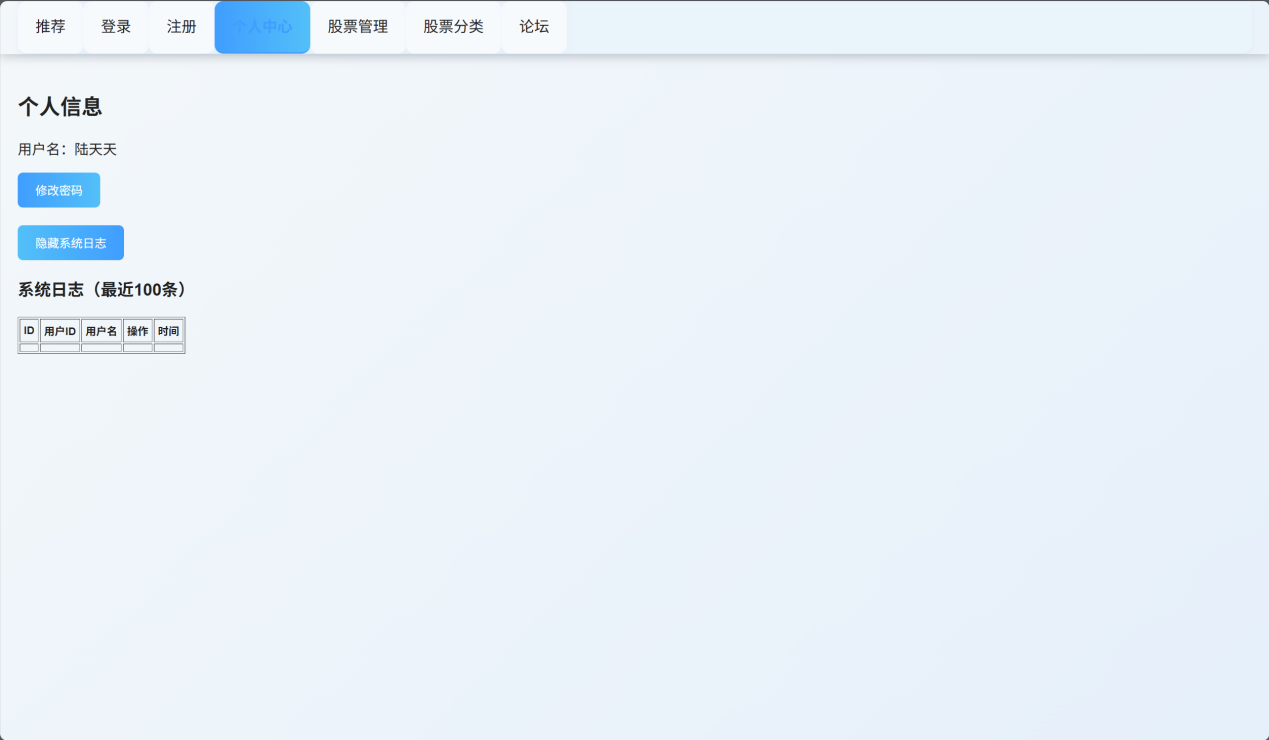 推荐 登录 注册 个人中心 股票管理 股票分类 论坛
个人信息
用户名：陆天天
修改密码
隐藏系统日志
系统日志（最近100条）
ID 用户ID 用户名 操作 时间